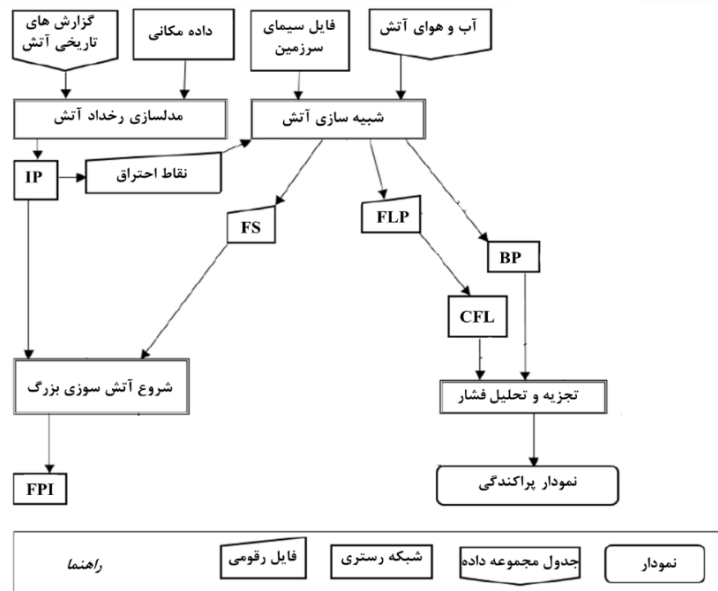 گزارش های
تاریخی آتش
داده مکانی
فایل سیمای
سرزمین
آب و هوای آتش
مدلسازی رخداد آتش
شبیه سازی آتش
IP
نقاط احتراق
FS
FLP
BP
CFL
شروع آتش سوزی بزرگ
تجزیه و تحلیل فشار
FPI
نمودار پراکندگی
راهنما
فایل رقومی
شبکه رستری
جدول مجموعه داده
نمودار